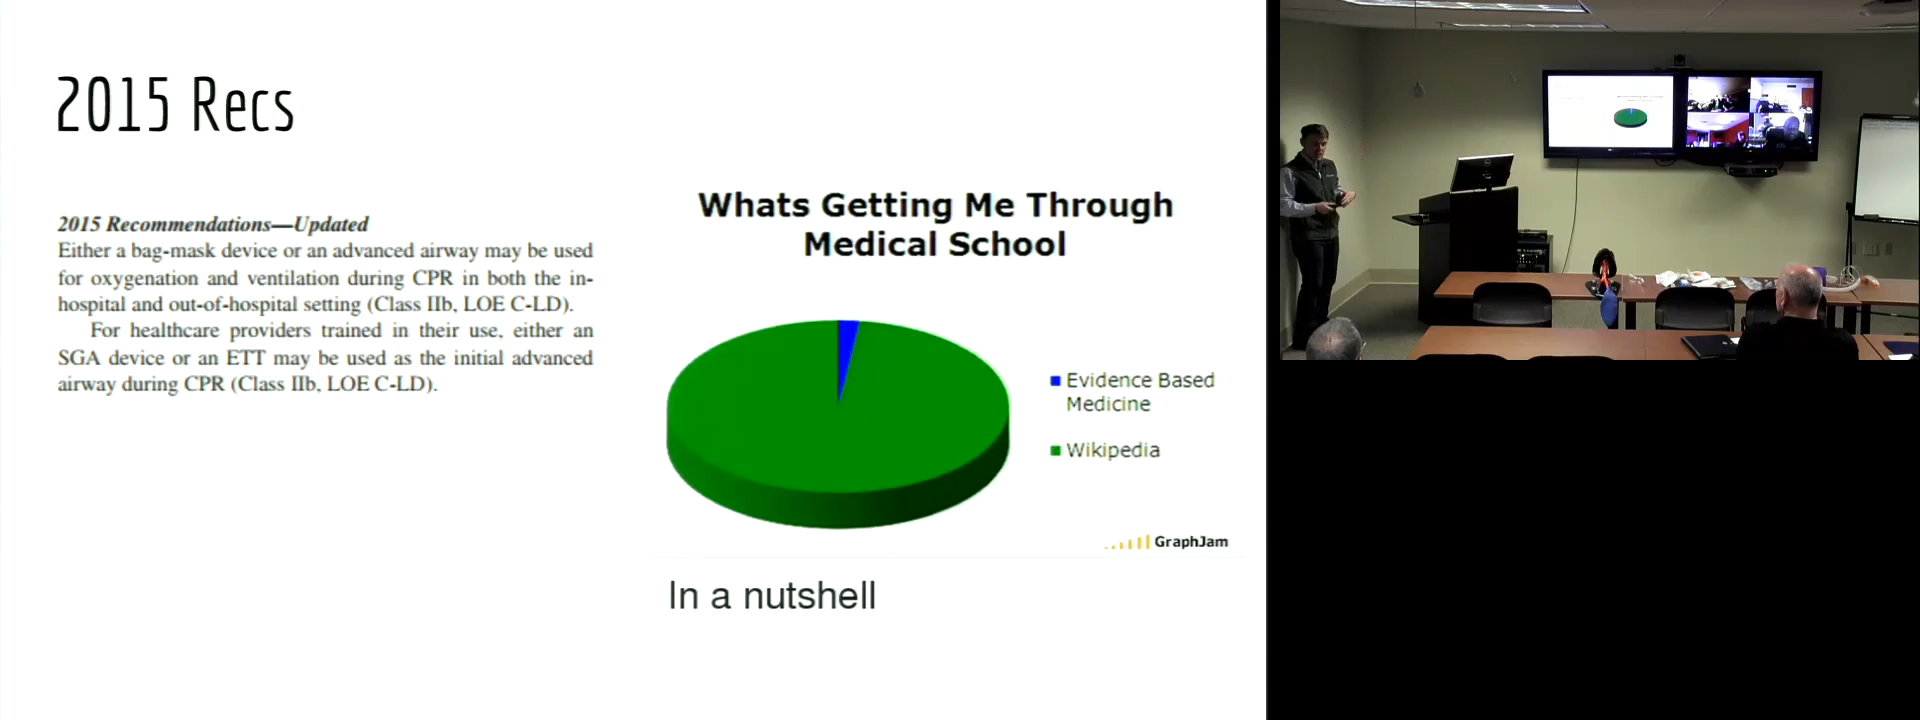 2015 Recs
2015 Recommendations—Updated
Either a bag-mask device or an advanced airway may be used
for oxygenation and ventilation during CPR in both the in-
hospital and out-of-hospital setting (Class IIb, LOE C-LD).
For healthcare providers trained in their use, either an
SGA device or an ETT may be used as the initial advanced
airway during CPR (Class IIb, LOE C-LD).
Whats Getting Me Through
Medical School
Evidence Based
Medicine
Wikipedia
GraphJam
In a nutshell